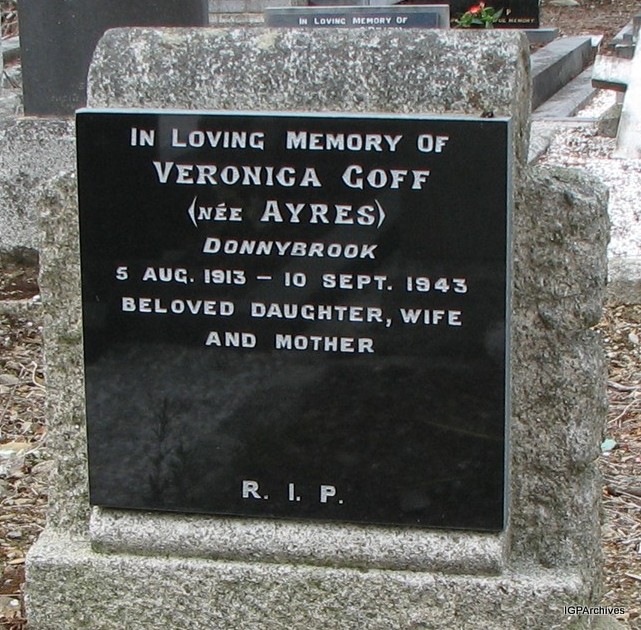 IN LOVING MEMORY OF
IN LOVING MEMORY OF
VERONICA GOFF
(NÉE AYRES)
DONNYBROOK
5 AUG. 1913 – 10 SEPT. 1943
BELOVED DAUGHTER, WIFE
AND MOTHER
R. I. P.
IGPArchives